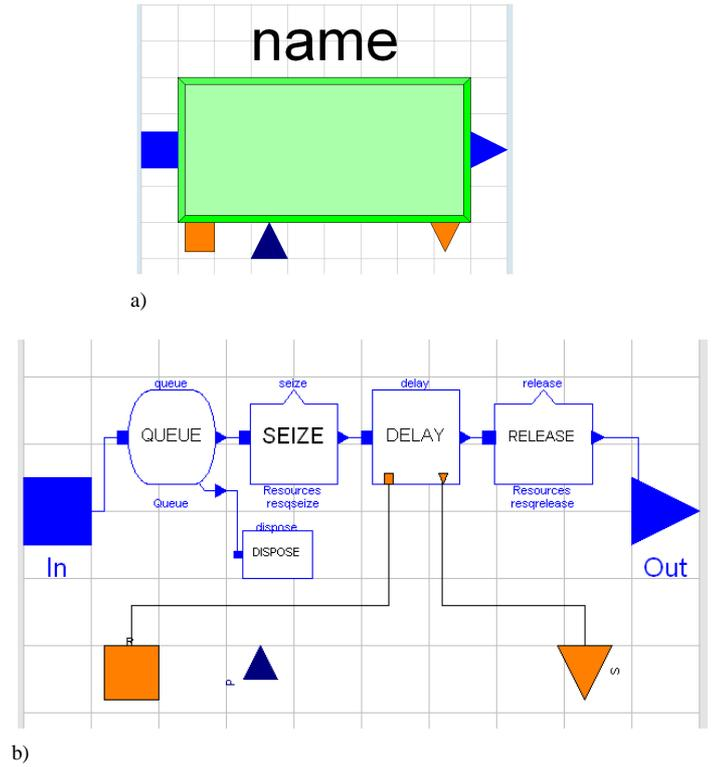 name
a)
queue
seize
delay
release
QUEUE
SEIZE
DELAY
RELEASE
Queue
Resources
resqseize
Resources
resqrelease
dispose
DISPOSE
In
Out
R
P
S
b)